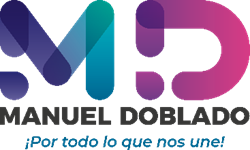 MD
MANUEL DOBLADO
¡Por todo lo que nos une!